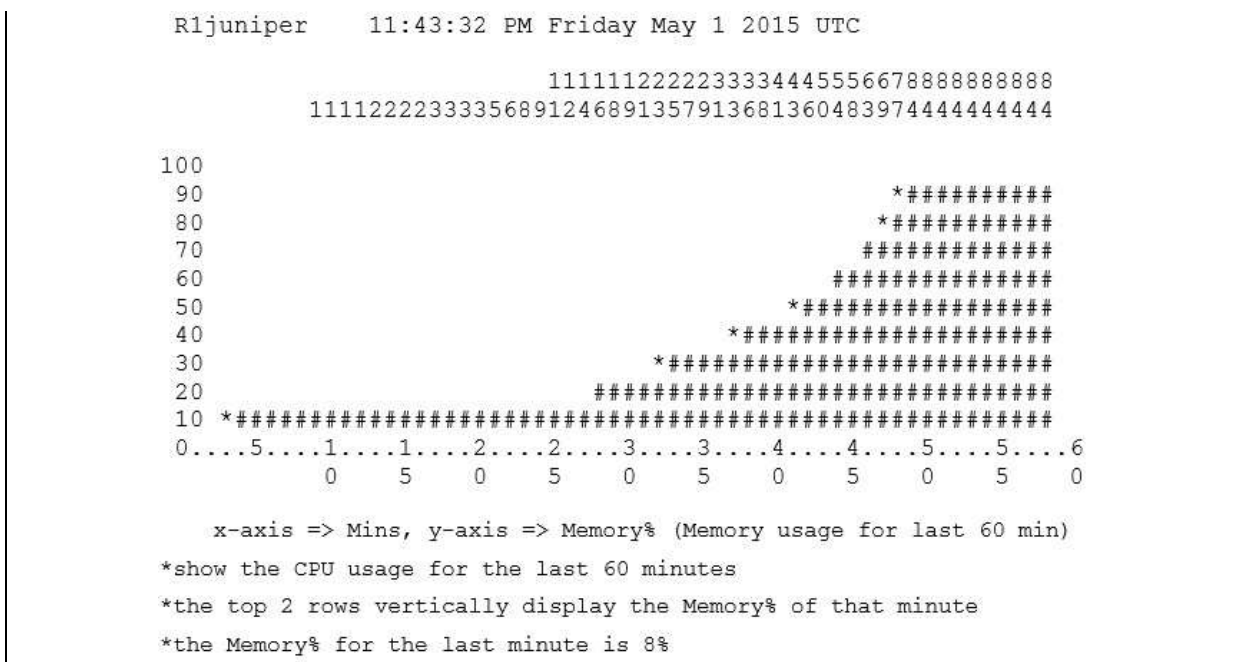 R1juniper 11:43:32 PM Friday May 1 2015 UTC
1111112222233334445556678888888888
11112222333356891246891357913681360483974444444444
100
90 *##########
80 *###########
70 #############
60 ###############
50 *#################
40 *#####################
30 *##########################
20 ###############################
10 *#######################################################
0....5....1....1....2....2....3....3....4....4....5....5....6
0 5 0 5 0 5 0 5 0 5 0
x-axis => Mins, y-axis => Memory% (Memory usage for last 60 min)
*show the CPU usage for the last 60 minutes
*the top 2 rows vertically display the Memory% of that minute
*the Memory% for the last minute is 8%